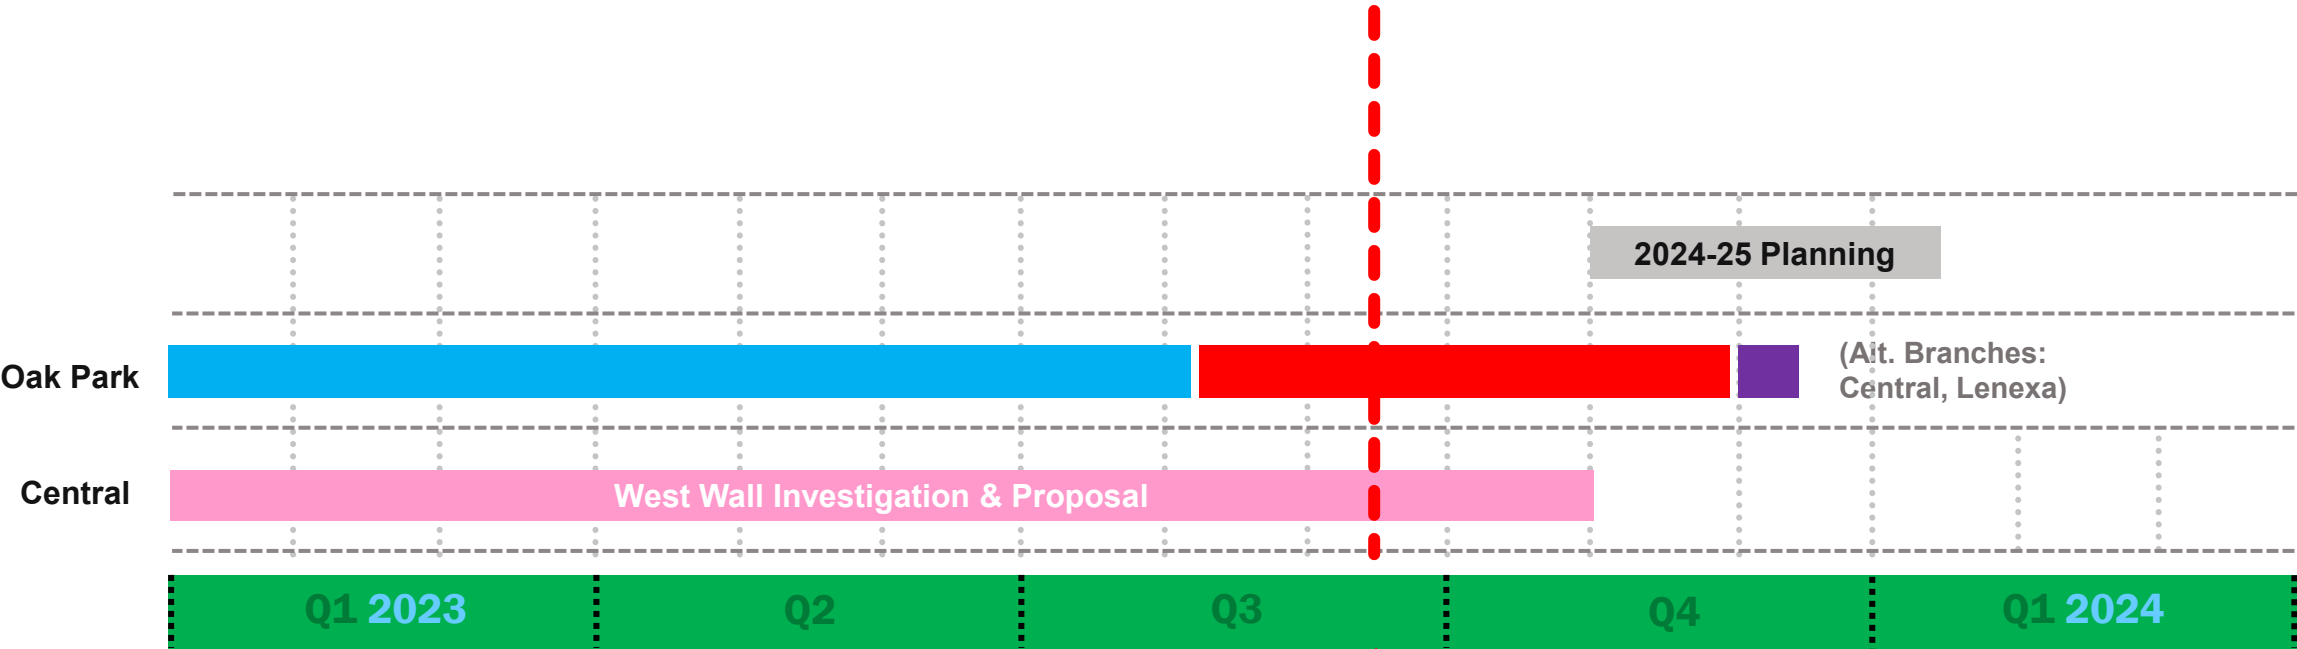 2024-25 Planning
Oak Park
(Alt. Branches:
Central, Lenexa)
Central
West Wall Investigation & Proposal
Q1 2023
Q2
Q3
Q4
Q1 2024